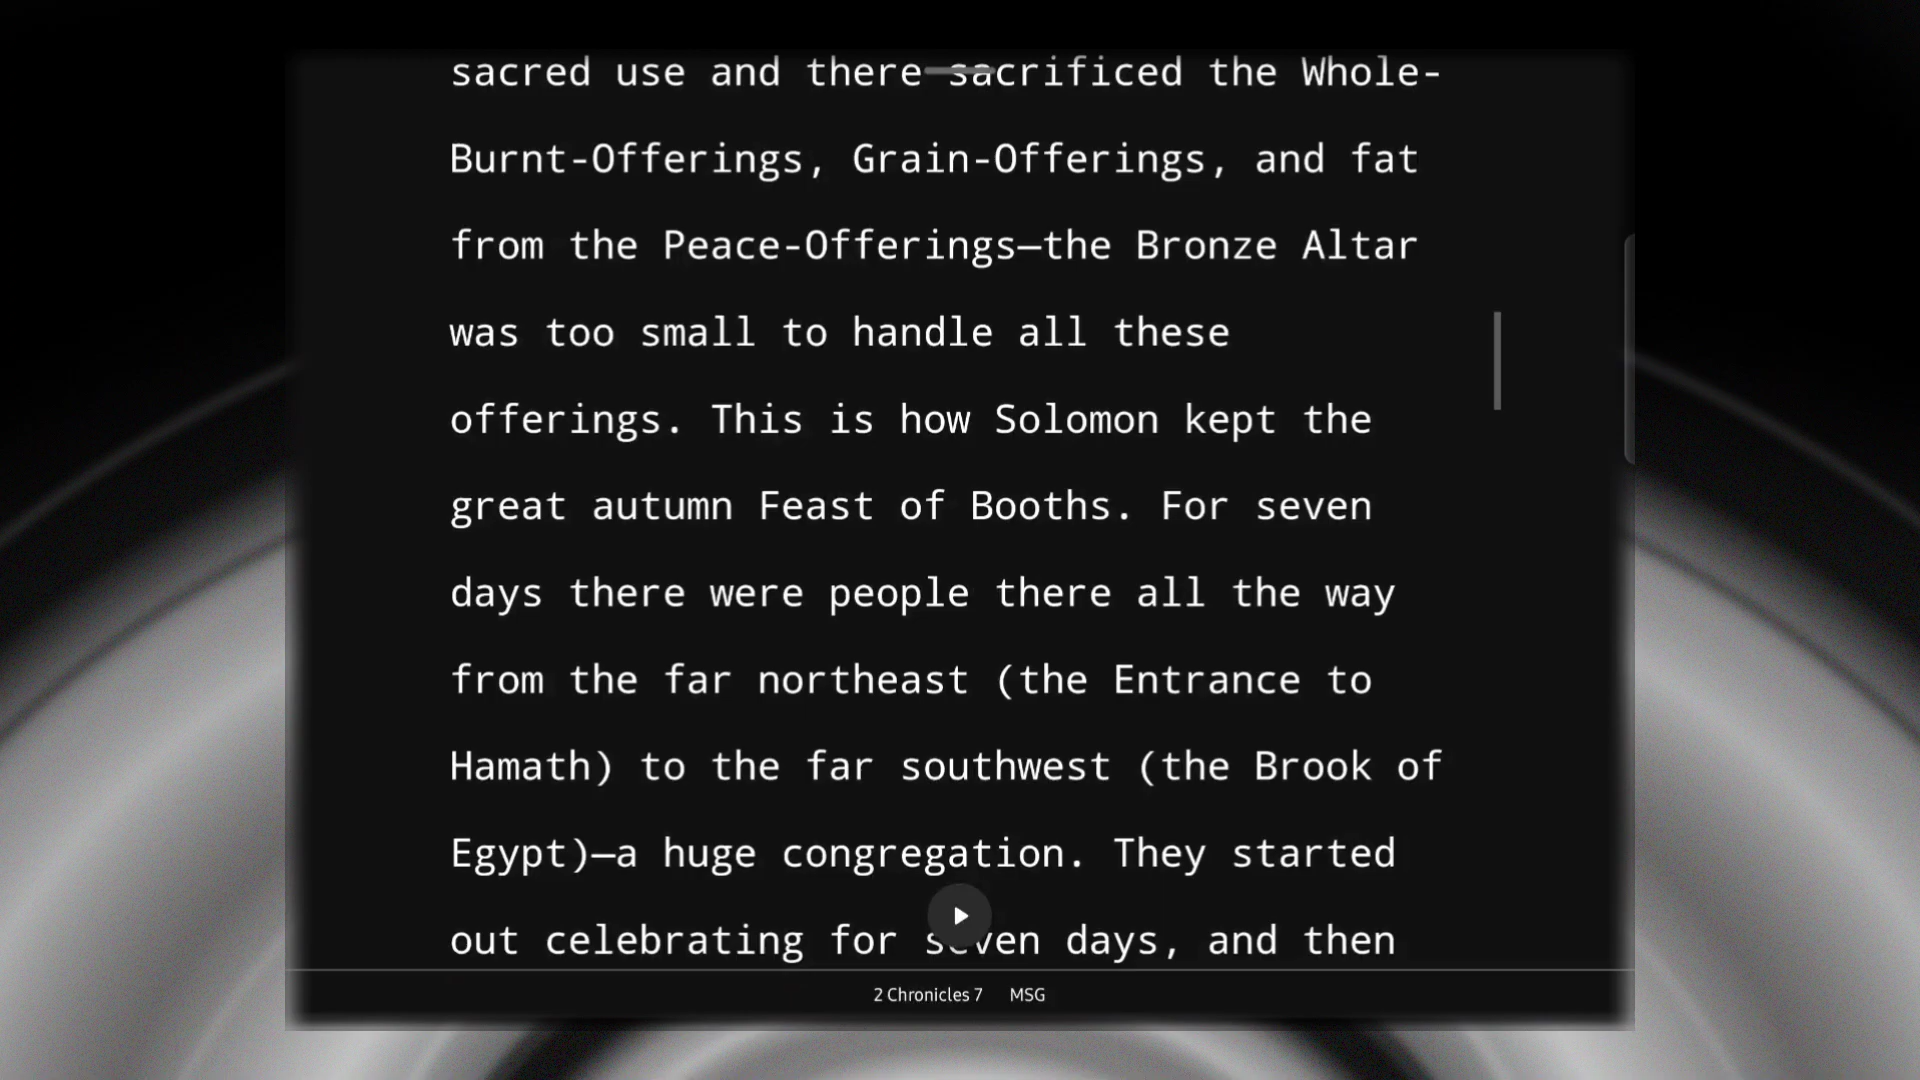 sacred use and there sacrificed the Whole-
Burnt-Offerings, Grain-Offerings, and fat
from the Peace-Offerings—the Bronze Altar
was too small to handle all these
offerings. This is how Solomon kept the
great autumn Feast of Booths. For seven
days there were people there all the way
from the far northeast (the Entrance to
Hamath) to the far southwest (the Brook of
Egypt)—a huge congregation. They started
out celebrating for seven days, and then
2 Chronicles 7 MSG